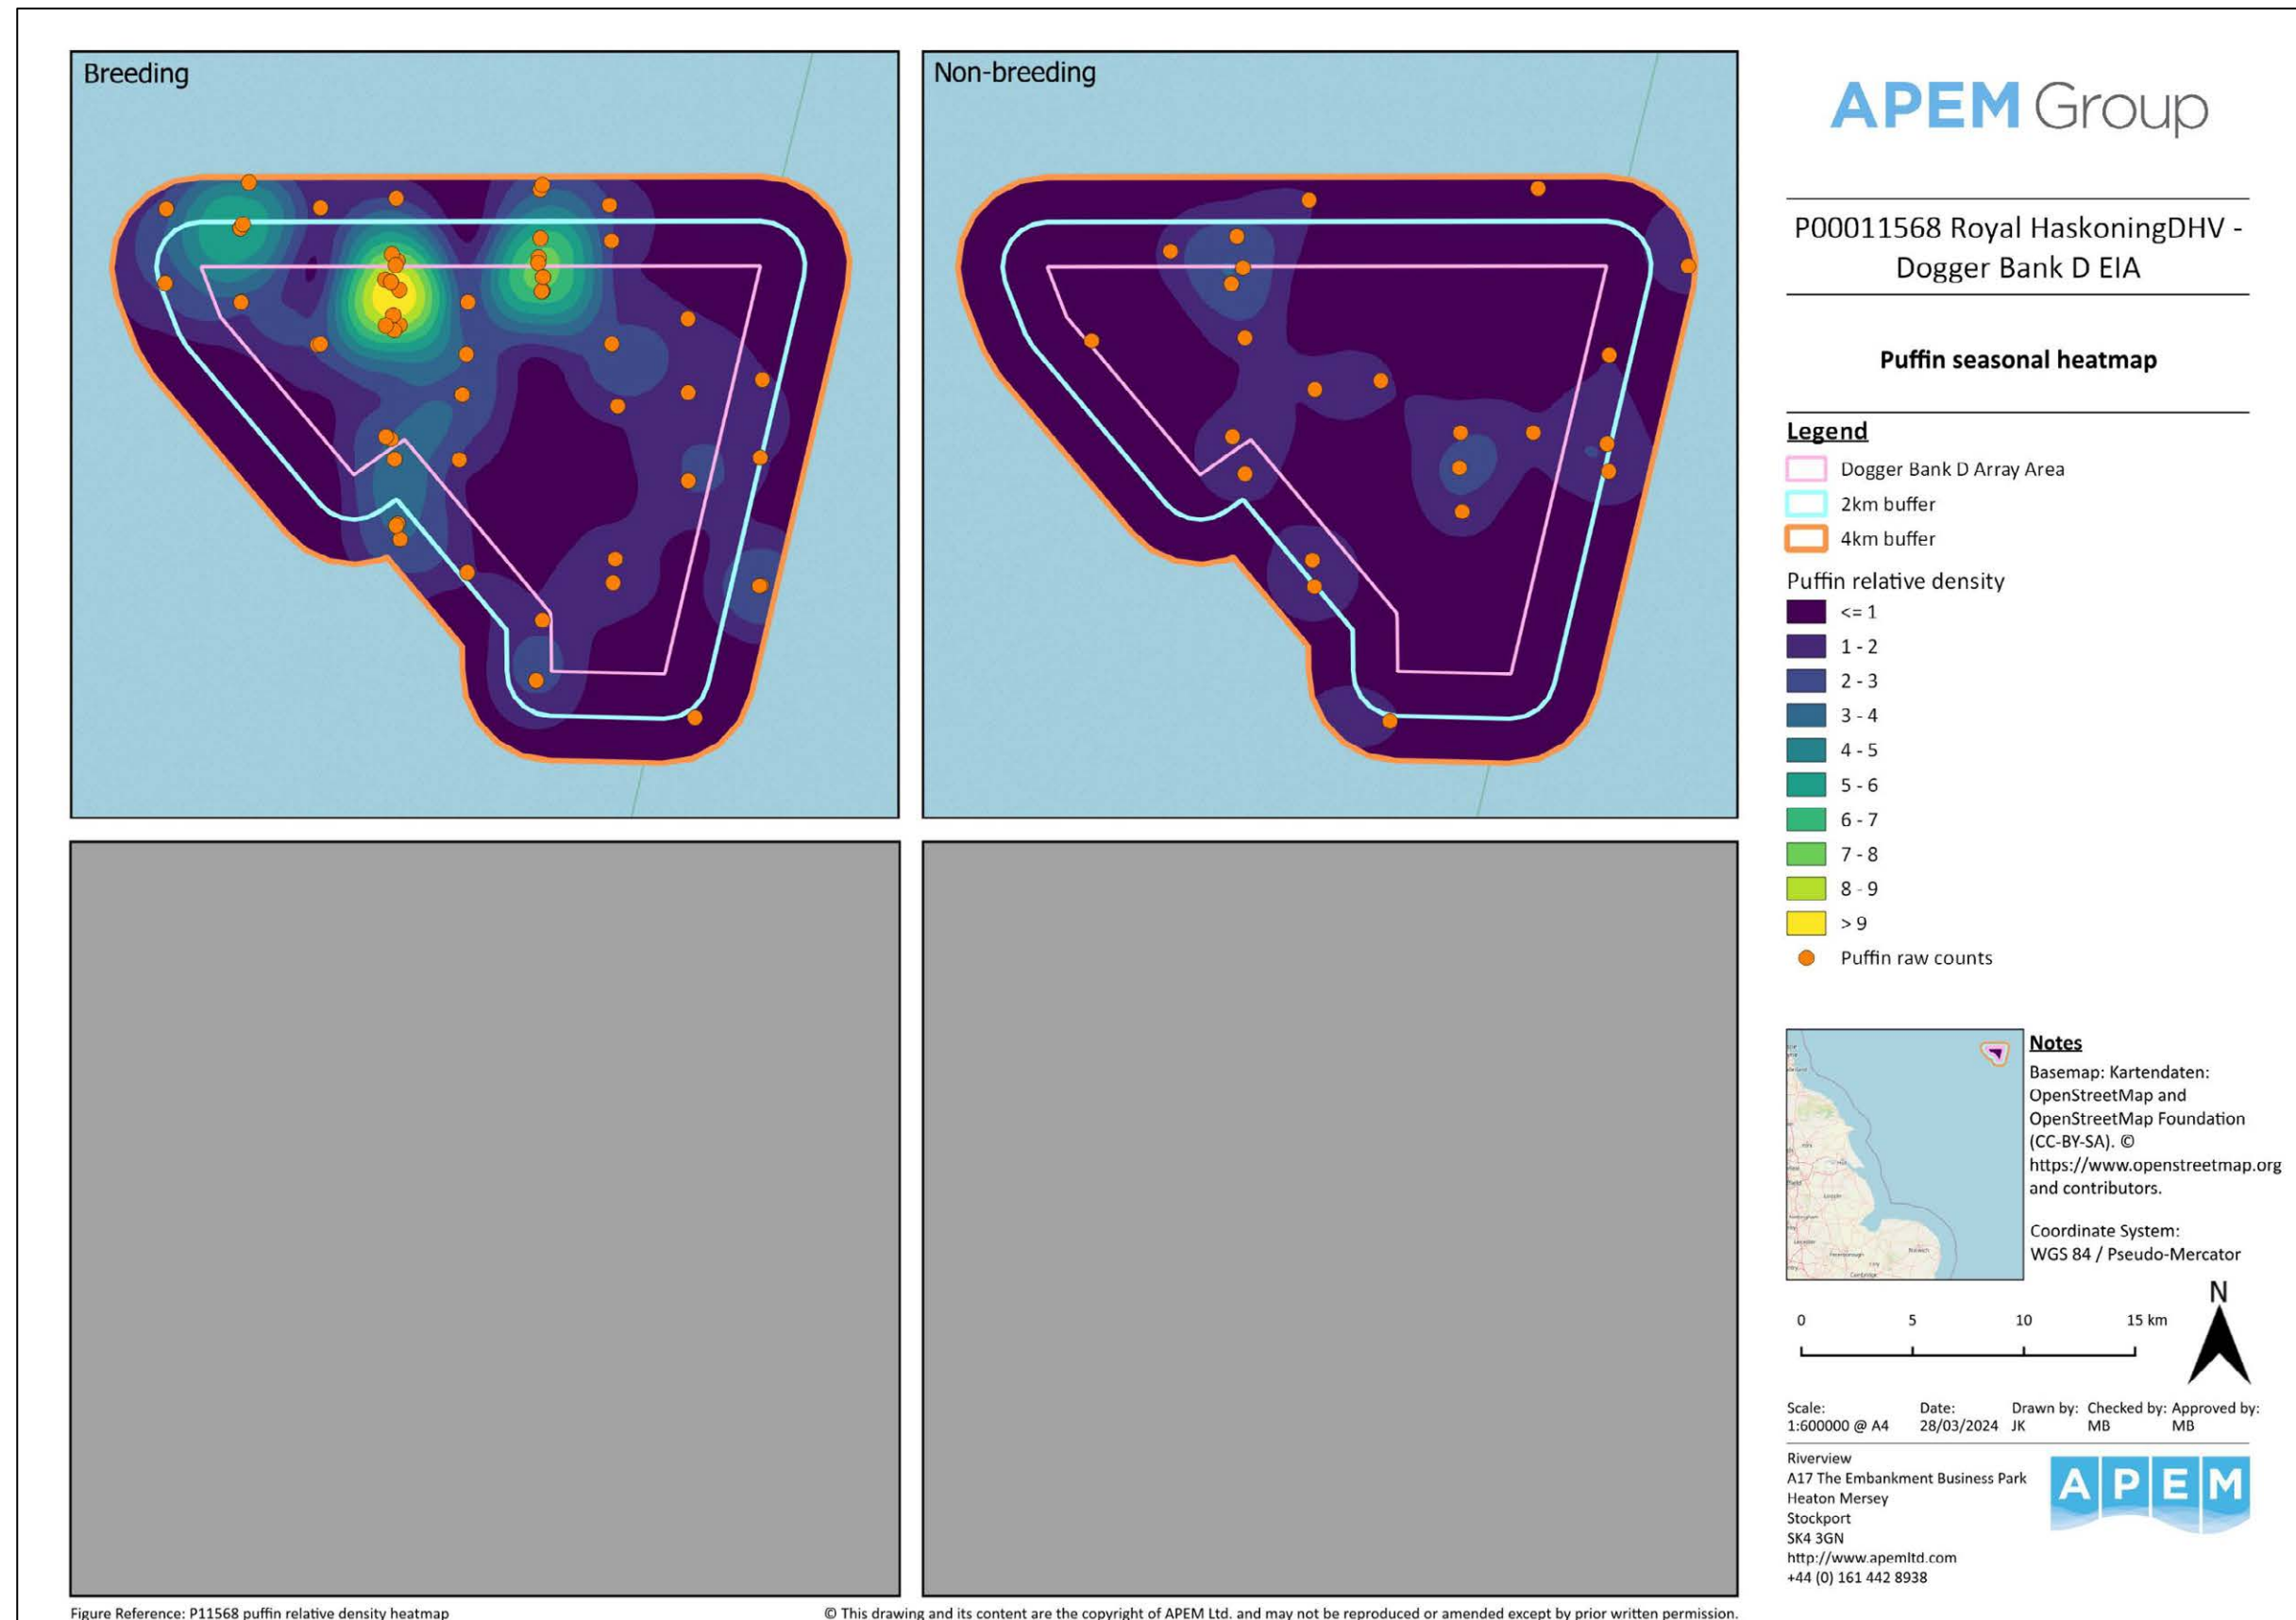 Breeding
Non-breeding
APEM Group
P00011568 Royal HaskoningDHV -
Dogger Bank D EIA
Puffin seasonal heatmap
Legend
Dogger Bank D Array Area
2km buffer
4km buffer
Puffin relative density
<= 1
1 - 2
2 - 3
3 - 4
4 - 5
5 - 6
6 - 7
7 - 8
8 - 9
> 9
Puffin raw counts
Notes
Basemap: Kartendaten:
OpenStreetMap and
OpenStreetMap Foundation
(CC-BY-SA). ©
https://www.openstreetmap.org
and contributors.
Coordinate System:
WGS 84 / Pseudo-Mercator
N
0 5 10 15 km
Scale: Date: Drawn by: Checked by: Approved by:
1:600000 @ A4 28/03/2024 JK MB MB
Riverview
A17 The Embankment Business Park
Heaton Mersey
Stockport
SK4 3GN
http://www.apemltd.com
+44 (0) 161 442 8938
APEM
Figure Reference: P11568 puffin relative density heatmap
© This drawing and its content are the copyright of APEM Ltd. and may not be reproduced or amended except by prior written permission.